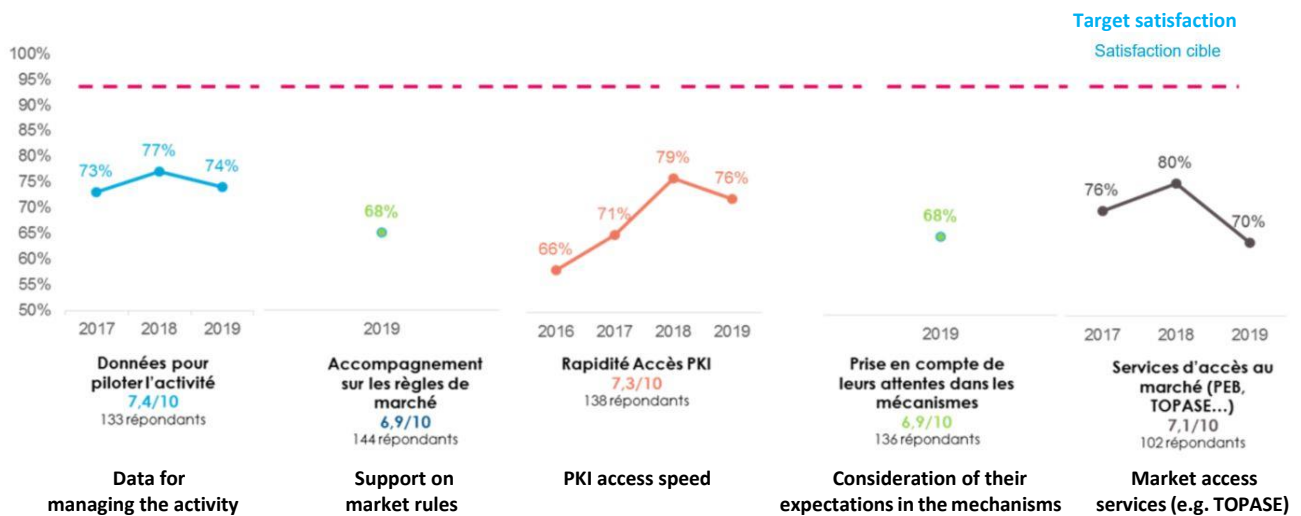 Target satisfaction
Satisfaction cible
100%
95%
90%
85%
80%
75%
70%
65%
60%
55%
50%
73%
77%
74%
2017
2018
2019
Données pour
piloter l'activité
7,4/10
133 répondants
Data for
managing the activity
68%
2019
Accompagnement
sur les règles de
marché
6,9/10
144 répondants
Support on
market rules
66%
71%
79%
76%
2016
2017
2018
2019
Rapidité Accès PKI
7,3/10
138 répondants
PKI access speed
68%
2019
Prise en compte de
leurs attentes dans les
mécanismes
6,9/10
136 répondants
Consideration of their
expectations in the mechanisms
76%
80%
70%
2017
2018
2019
Services d'accès au
marché (PEB,
TOPASE...)
7,1/10
102 répondants
Market access
services (e.g. TOPASE)